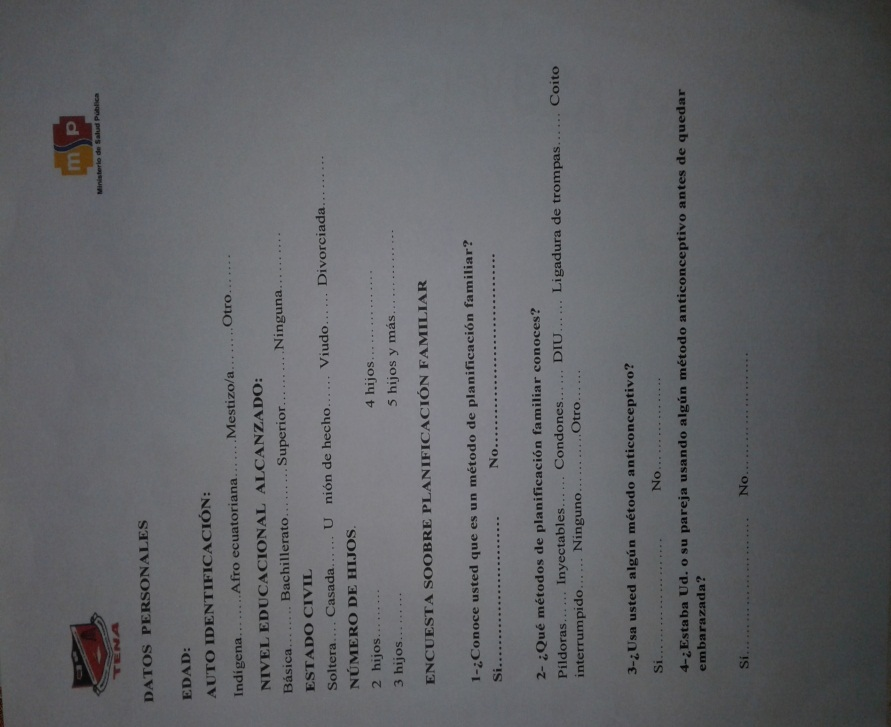 TENA
msp
Ministerio de Salud Pública
DATOS PERSONALES
EDAD:
AUTO IDENTIFICACIÓN:
Indígena.........Afro ecuatoriana........Mestizo/a.........Otro........
NIVEL EDUCACIONAL ALCANZADO:
Básica......... Bachillerato..........Superior............Ninguna..........
ESTADO CIVIL
Soltera.... Casada...... U nión de hecho...... Viudo....... Divorciada.........
NÚMERO DE HIJOS.
2 hijos......... 4 hijos................
3 hijos......... 5 hijos y más...............
ENCUESTA SOOBRE PLANIFICACIÓN FAMILIAR
1-¿Conoce usted que es un método de planificación familiar?
Si.............................. No.......................................
2- ¿Qué métodos de planificación familiar conoces?
Píldoras...... Inyectables...... Condones...... DIU....... Ligadura de trompas...... Coito
interrumpido...... Ninguno............Otro......
3-¿Usa usted algún método anticonceptivo?
Si....................... No..................
4-¿Estaba Ud. o su pareja usando algún método anticonceptivo antes de quedar
embarazada?
Si............................ No........................